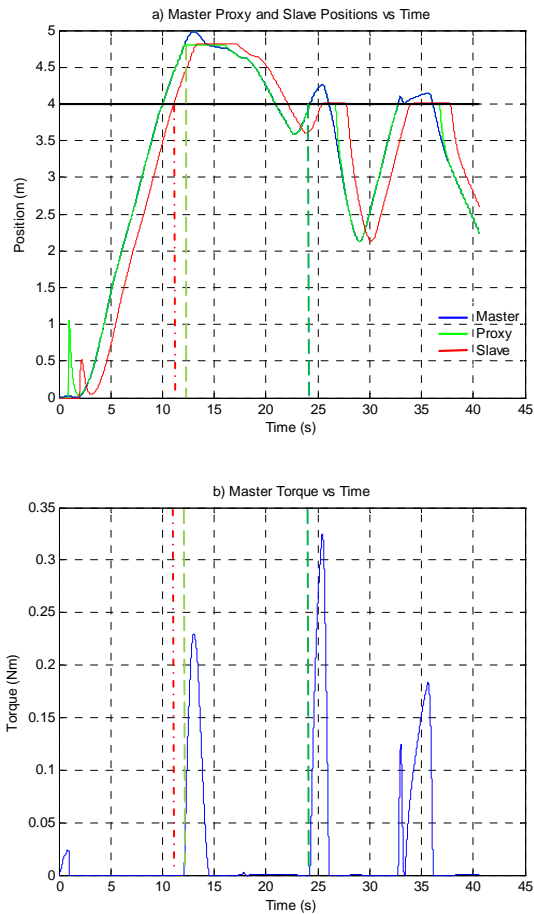 a) Master Proxy and Slave Positions vs Time
5
4.5
4
3.5
3
2.5
2
1.5
1
0.5
0
Position (m)
Master
Proxy
Slave
0 5 10 15 20 25 30 35 40 45
Time (s)
b) Master Torque vs Time
0.35
0.3
0.25
0.2
0.15
0.1
0.05
0
Torque (Nm)
0 5 10 15 20 25 30 35 40 45
Time (s)